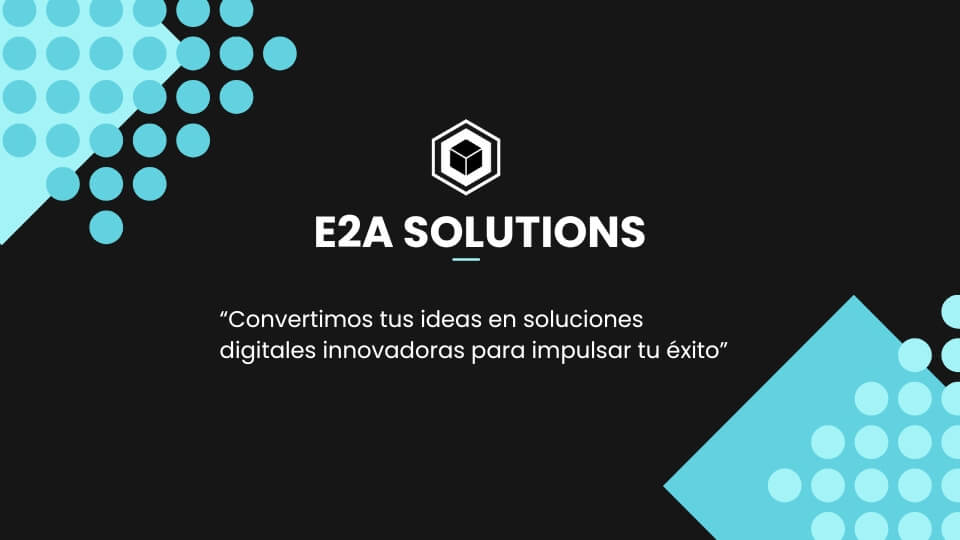 E2A SOLUTIONS
“Convertimos tus ideas en soluciones
digitales innovadoras para impulsar tu éxito”